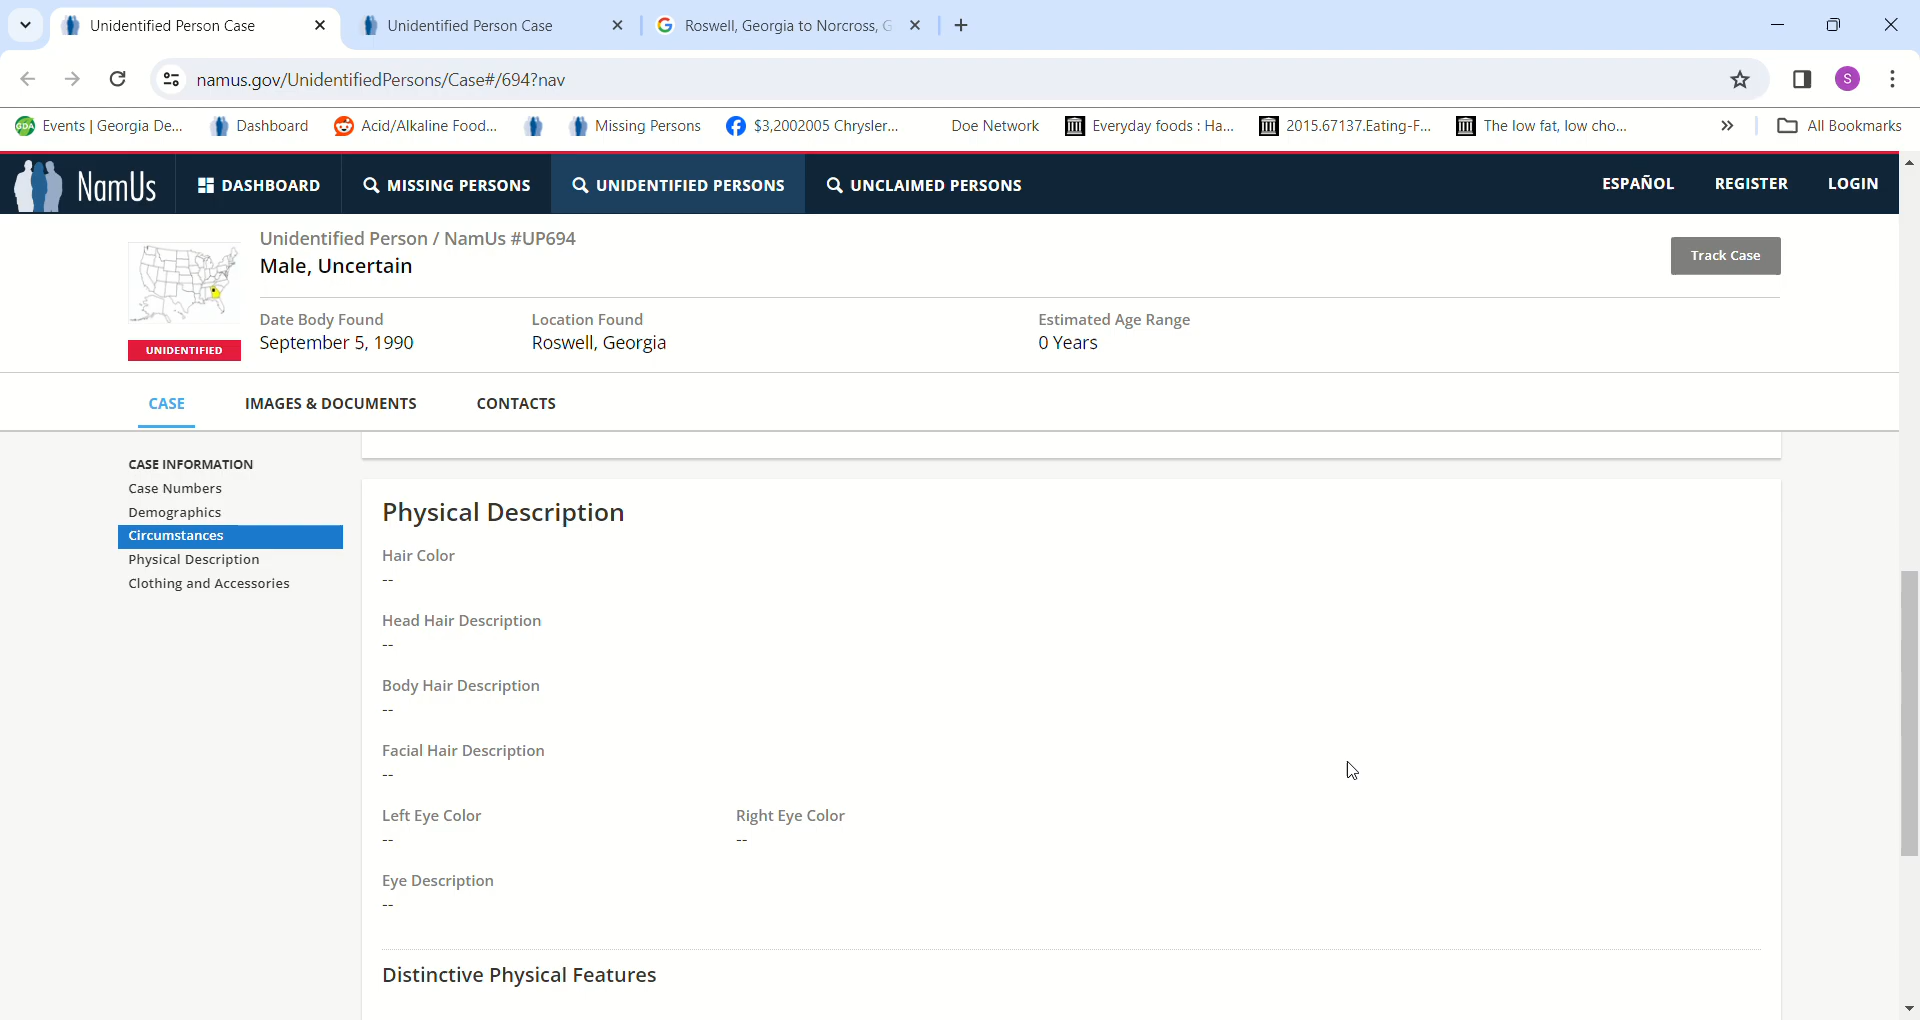 Unidentified Person Case
Unidentified Person Case
Roswell, Georgia to Norcross, G
namus.gov/UnidentifiedPersons/Case#/694?nav
S
GDA Events | Georgia De... Dashboard Acid/Alkaline Food... Missing Persons $3,2002005 Chrysler... Doe Network Everyday foods : Ha... 2015.67137.Eating-F... The low fat, low cho... All Bookmarks
NamUs DASHBOARD MISSING PERSONS UNIDENTIFIED PERSONS UNCLAIMED PERSONS ESPAÑOL REGISTER LOGIN
Unidentified Person / NamUs #UP694
Male, Uncertain
Track Case
Date Body Found Location Found Estimated Age Range
September 5, 1990 Roswell, Georgia 0 Years
UNIDENTIFIED
CASE IMAGES & DOCUMENTS CONTACTS
CASE INFORMATION
Case Numbers
Demographics
Circumstances
Physical Description
Clothing and Accessories
Physical Description
Hair Color
--
Head Hair Description
--
Body Hair Description
--
Facial Hair Description
--
Left Eye Color Right Eye Color
-- --
Eye Description
--
Distinctive Physical Features